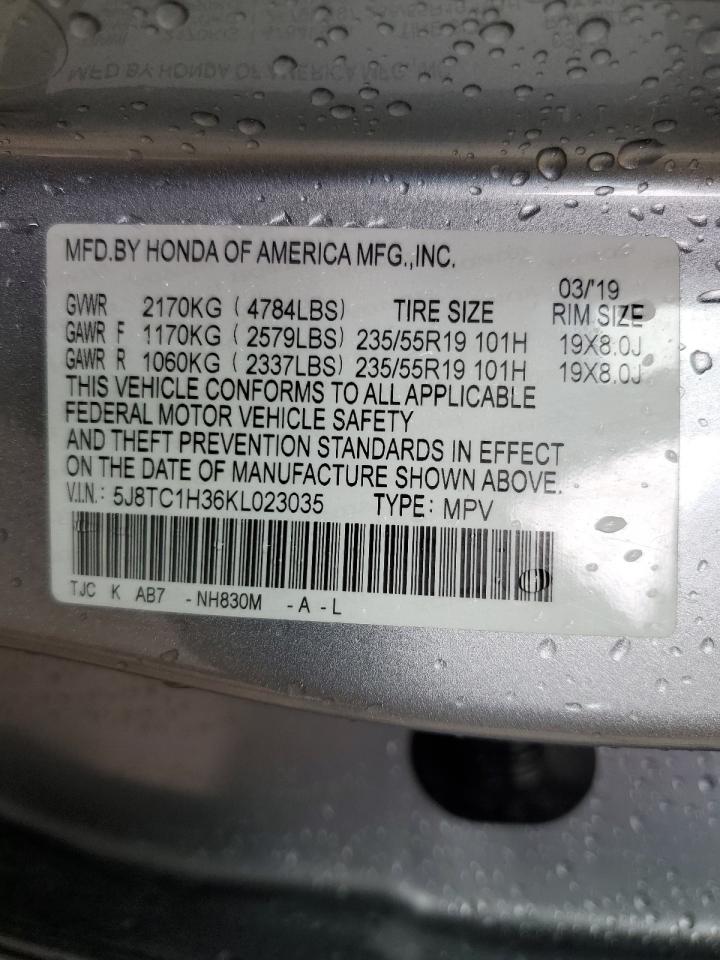 MFD.BY HONDA OF AMERICA MFG.,INC.
03/'19
GVWR 2170KG ( 4784LBS) TIRE SIZE RIM SIZE
GAWR F 1170KG ( 2579LBS) 235/55R19 101H 19X8.0J
GAWR R 1060KG ( 2337LBS) 235/55R19 101H 19X8.0J
THIS VEHICLE CONFORMS TO ALL APPLICABLE
FEDERAL MOTOR VEHICLE SAFETY
AND THEFT PREVENTION STANDARDS IN EFFECT
ON THE DATE OF MANUFACTURE SHOWN ABOVE.
V.I.N.: 5J8TC1H36KL023035 TYPE: MPV
TJC K AB7 -NH830M -A-L